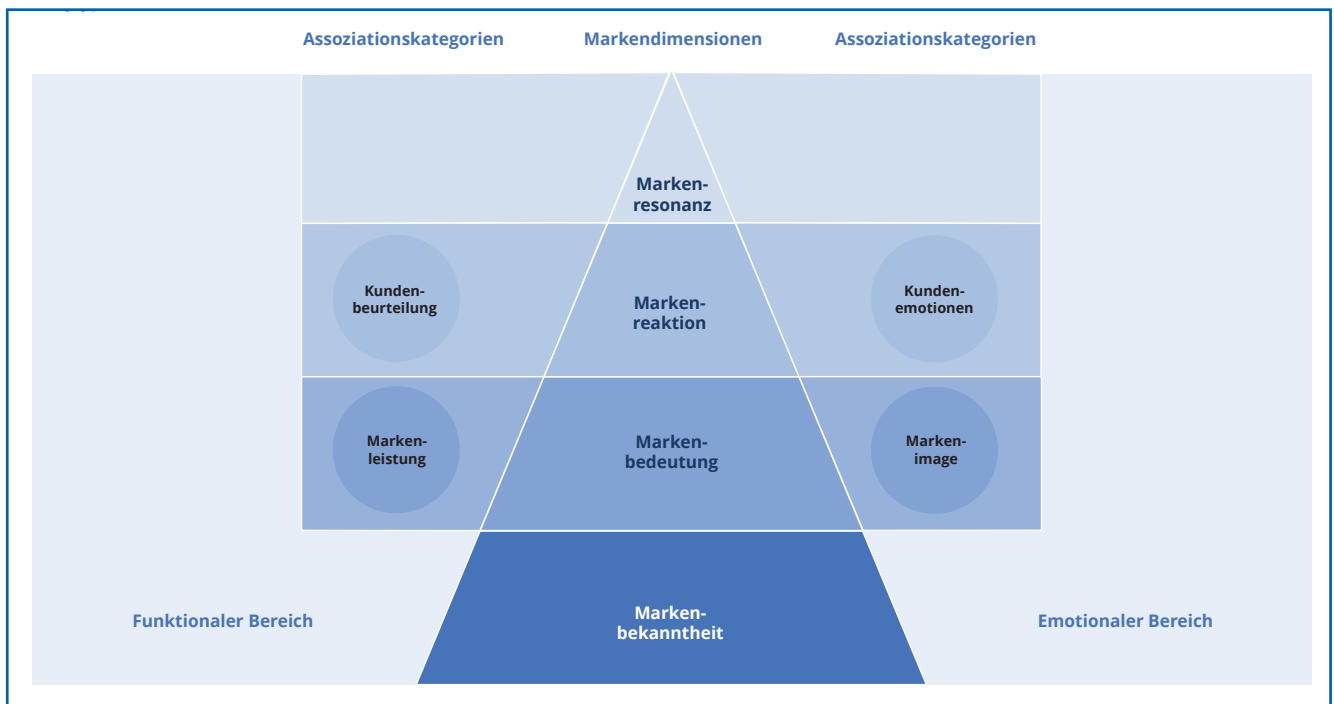 Assoziationskategorien Markendimensionen Assoziationskategorien
Marken-
resonanz
Kunden-
beurteilung
Marken-
reaktion
Kunden-
emotionen
Marken-
leistung
Marken-
bedeutung
Marken-
image
Funktionaler Bereich
Marken-
bekanntheit
Emotionaler Bereich